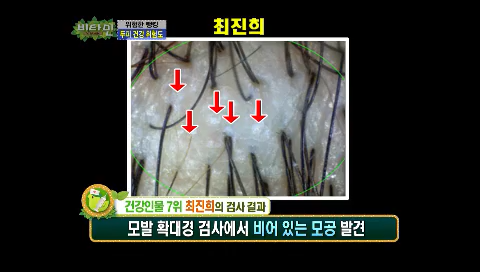 비타민
위험한 랭킹
두피 건강 위험도
최진희
건강인물 7위 최진희의 검사 결과
모발 확대경 검사에서 비어 있는 모공 발견